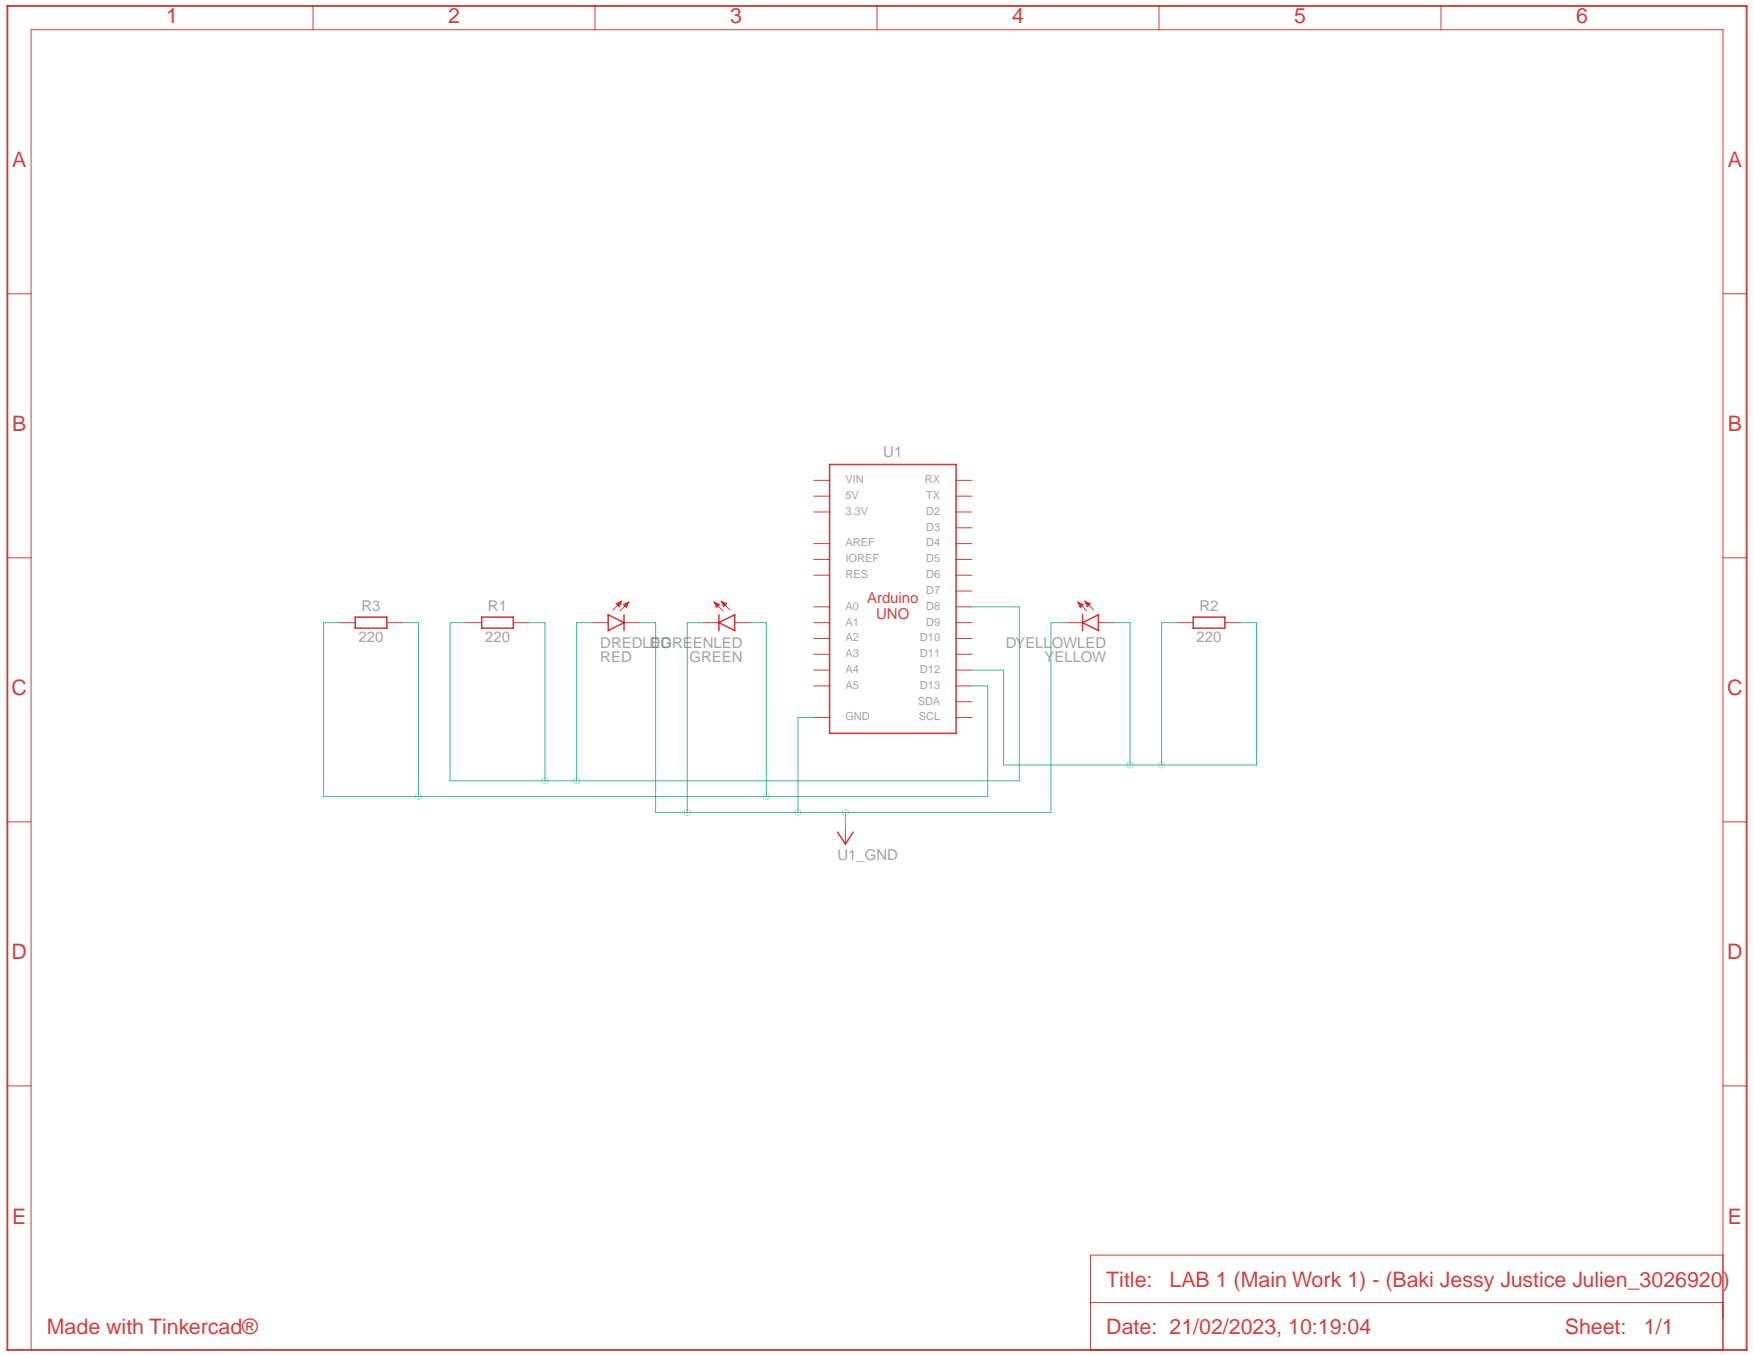 1 2 3 4 5 6
A A
B B
U1
VIN RX
5V TX
3.3V D2
D3
AREF D4
IOREF D5
RES D6
D7
Arduino
UNO
A0 D8
A1 D9
A2 D10
A3 D11
A4 D12
A5 D13
SDA
GND SCL
R3
220
R1
220
DREDLED
RED
DGREENLED
GREEN
DYELLOWLED
YELLOW
R2
220
C C
U1_GND
D D
E E
Title: LAB 1 (Main Work 1) - (Baki Jessy Justice Julien_3026920)
Made with Tinkercad®
Date: 21/02/2023, 10:19:04 Sheet: 1/1